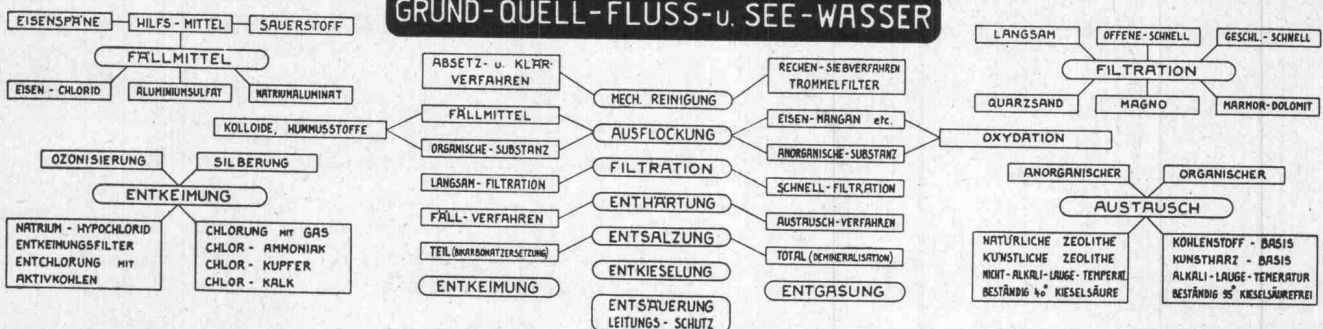 GRUND-QUELL-FLUSS-u. SEE-WASSER
EISENSPÄNE
HILFS-MITTEL
SAUERSTOFF
FÄLLMITTEL
EISEN-CHLORID
ALUMINIUMSULFAT
NATRIUMALUMINAT
KOLLOIDE, HUMMUSSTOFFE
OZONISIERUNG
SILBERUNG
ENTKEIMUNG
NATRIUM-HYPOCHLORID
ENTKEIMUNGSFILTER
ENTCHLORUNG MIT
AKTIVKOHLEN
CHLORUNG MIT GAS
CHLOR-AMMONIAK
CHLOR-KUPFER
CHLOR-KALK
ABSETZ- u. KLÄR-
VERFAHREN
FÄLLMITTEL
ORGANISCHE-SUBSTANZ
LANGSAM-FILTRATION
FÄLL-VERFAHREN
TEIL (BIKARBONATZERSETZUNG)
ENTKEIMUNG
MECH. REINIGUNG
AUSFLOCKUNG
FILTRATION
ENTHÄRTUNG
ENTSALZUNG
ENTKIESELUNG
ENTSÄUERUNG
LEITUNGS-SCHUTZ
RECHEN-SIEBVERFAHREN
TROMMELFILTER
EISEN-MANGAN etc.
ANORGANISCHE-SUBSTANZ
SCHNELL-FILTRATION
AUSTAUSCH-VERFAHREN
TOTAL (DEMINERALISATION)
ENTGASUNG
OXYDATION
LANGSAM
OFFENE-SCHNELL
GESCHL.-SCHNELL
FILTRATION
QUARZSAND
MAGNO
MARMOR-DOLOMIT
ANORGANISCHER
ORGANISCHER
AUSTAUSCH
NATÜRLICHE ZEOLITHE
KÜNSTLICHE ZEOLITHE
NICHT-ALKALI-LAUGE-TEMPERAT.
BESTÄNDIG 40° KIESELSÄURE
KOHLENSTOFF-BASIS
KUNSTHARZ-BASIS
ALKALI-LAUGE-TEMERATUR
BESTÄNDIG 95° KIESELSÄUREFREI